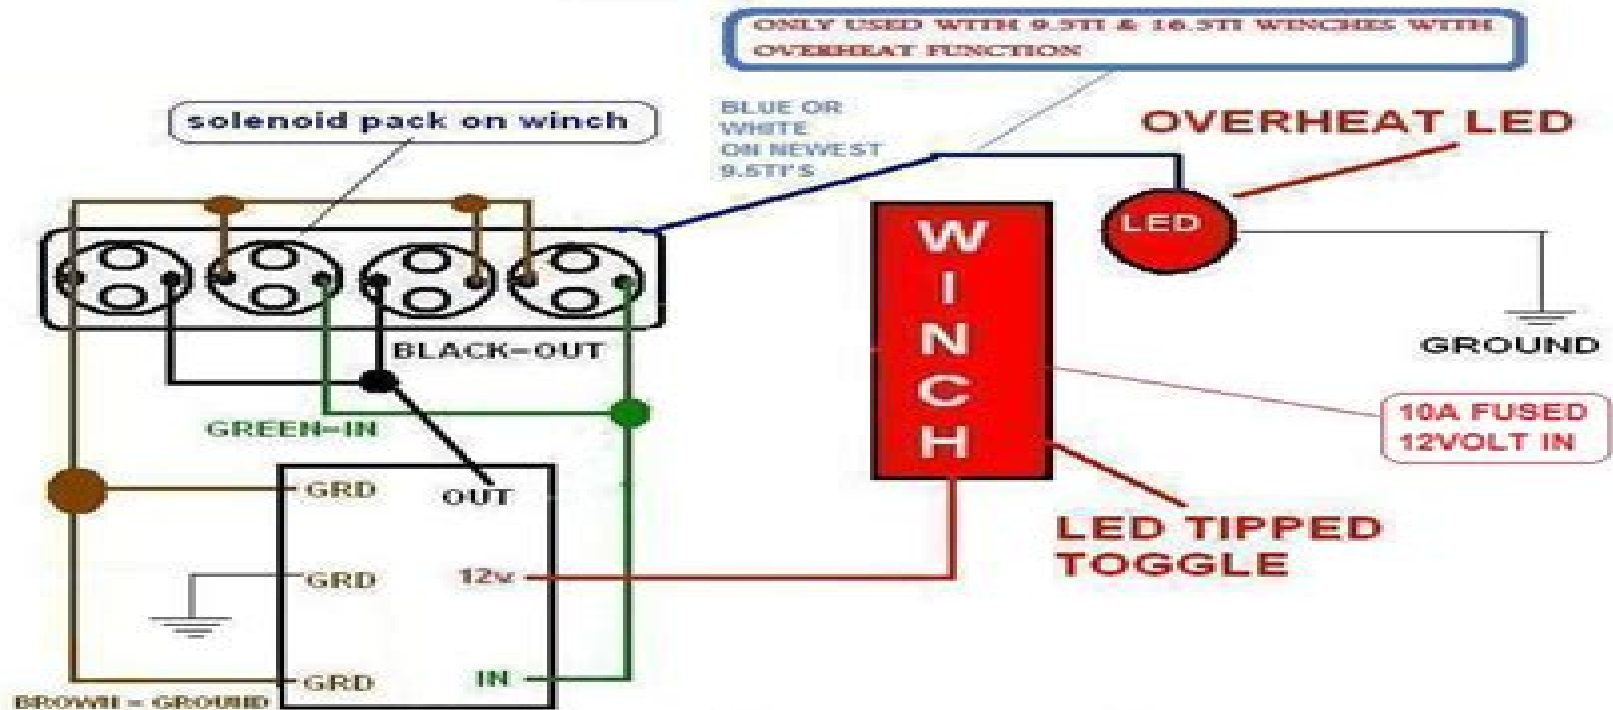 ONLY USED WITH 9.5TI & 16.5TI WINCHES WITH
OVERHEAT FUNCTION
solenoid pack on winch
BLUE OR
WHITE
ON NEWEST
9.5TI'S
OVERHEAT LED
LED
WINCH
GROUND
BLACK-OUT
GREEN-IN
10A FUSED
12VOLT IN
GRD
OUT
LED TIPPED
TOGGLE
GRD
12v
GRD
IN
BROWN - GROUND